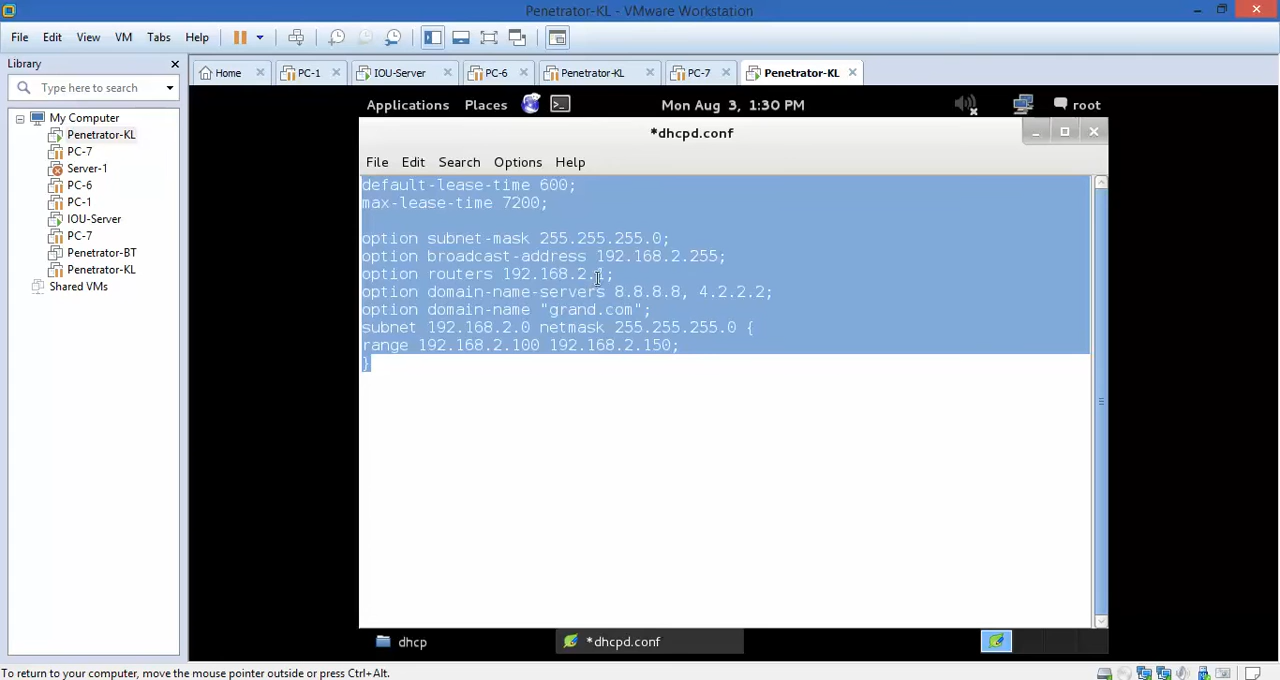 Penetrator-KL - VMware Workstation
File Edit View VM Tabs Help
Library
Home PC-1 IOU-Server PC-6 Penetrator-KL PC-7 Penetrator-KL
Type here to search
My Computer
Penetrator-KL
PC-7
Server-1
PC-6
PC-1
IOU-Server
PC-7
Penetrator-BT
Penetrator-KL
Shared VMs
Applications Places Mon Aug 3, 1:30 PM root
*dhcpd.conf
File Edit Search Options Help
default-lease-time 600;
max-lease-time 7200;
option subnet-mask 255.255.255.0;
option broadcast-address 192.168.2.255;
option routers 192.168.2.1;
option domain-name-servers 8.8.8.8, 4.2.2.2;
option domain-name "grand.com";
subnet 192.168.2.0 netmask 255.255.255.0 {
range 192.168.2.100 192.168.2.150;
}
dhcp *dhcpd.conf
To return to your computer, move the mouse pointer outside or press Ctrl+Alt.